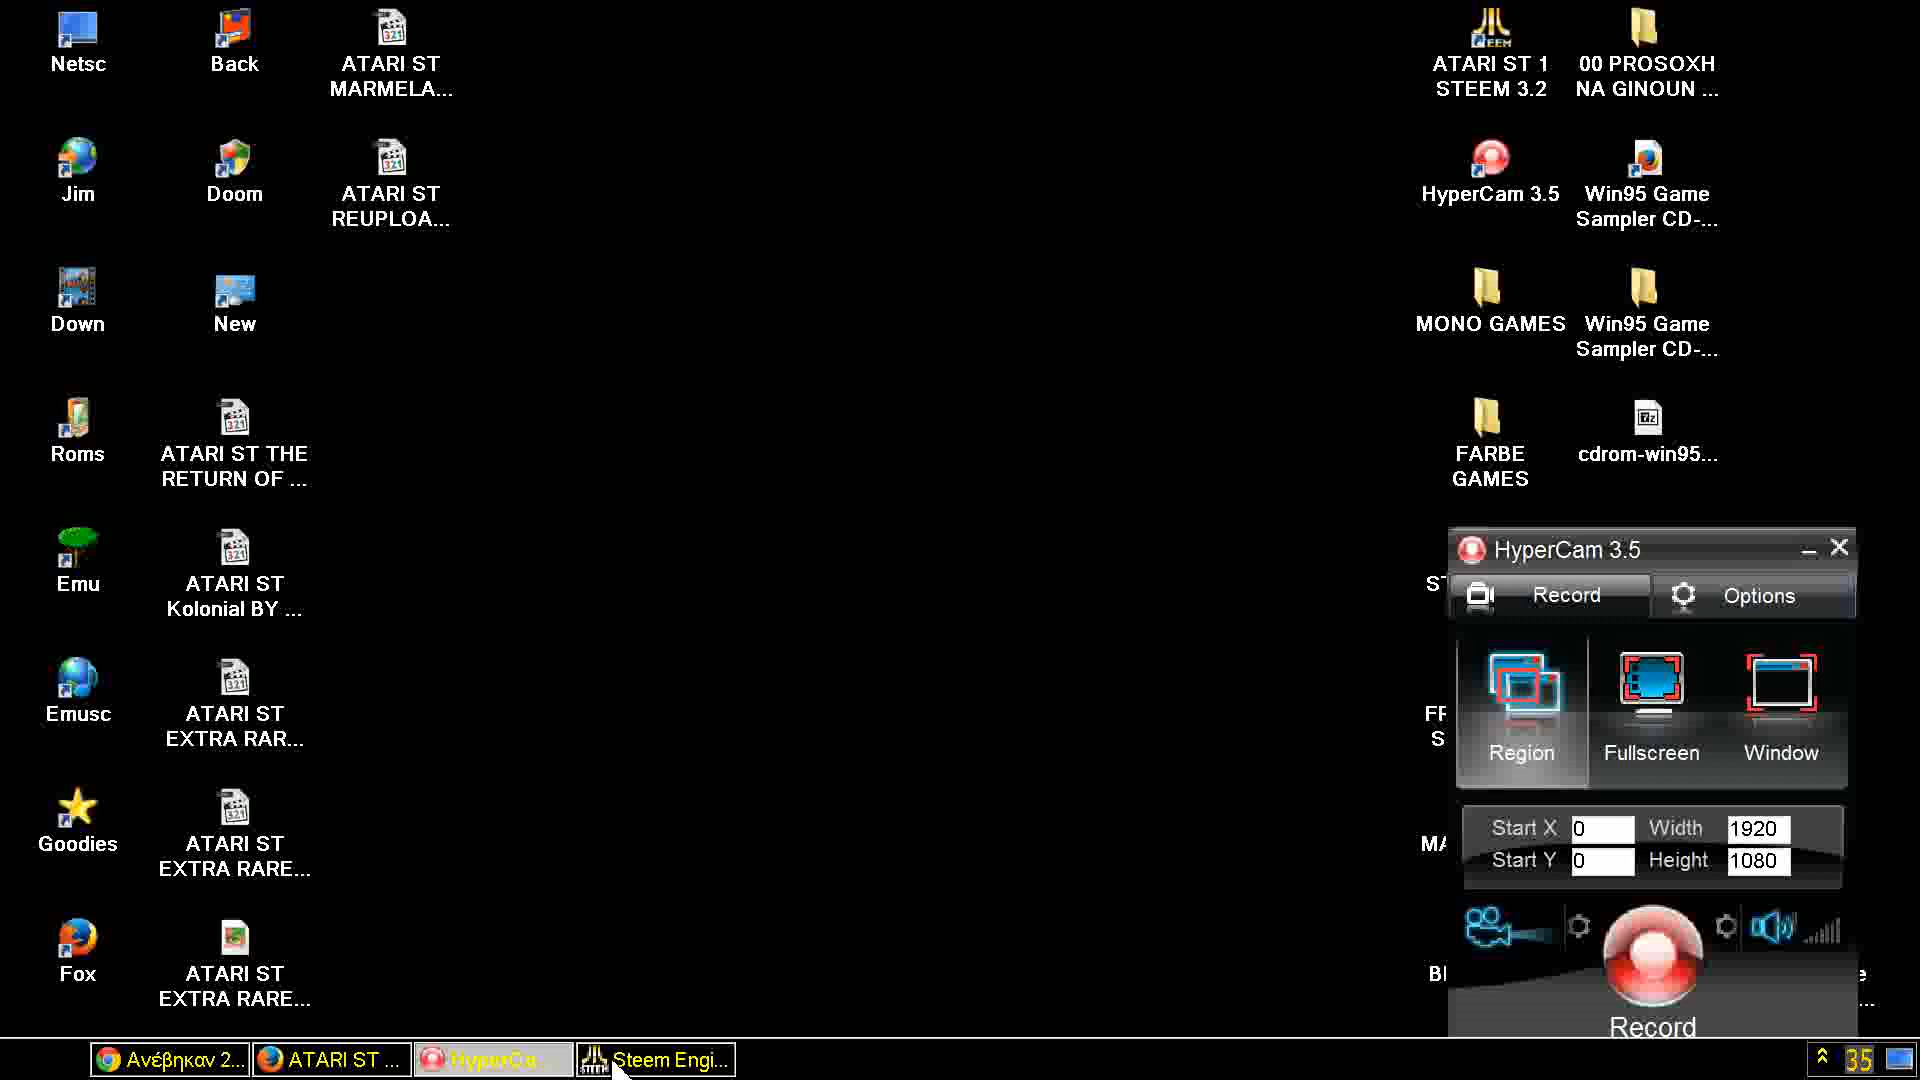 Netsc
Back
ATARI ST
MARMELA...
ATARI ST 1
STEEM 3.2
00 PROSOXH
NA GINOUN ...
Jim
Doom
ATARI ST
REUPLOA...
HyperCam 3.5
Win95 Game
Sampler CD-...
Down
New
MONO GAMES
Win95 Game
Sampler CD-...
Roms
ATARI ST THE
RETURN OF ...
FARBE
GAMES
cdrom-win95...
Emu
ATARI ST
Kolonial BY ...
Emusc
ATARI ST
EXTRA RAR...
Goodies
ATARI ST
EXTRA RARE...
Fox
ATARI ST
EXTRA RARE...
HyperCam 3.5
Record
Options
Region
Fullscreen
Window
Start X 0 Width 1920
Start Y 0 Height 1080
Record
Ανέβηκαν 2...
ATARI ST ...
HyperCa...
Steem Engi...
35